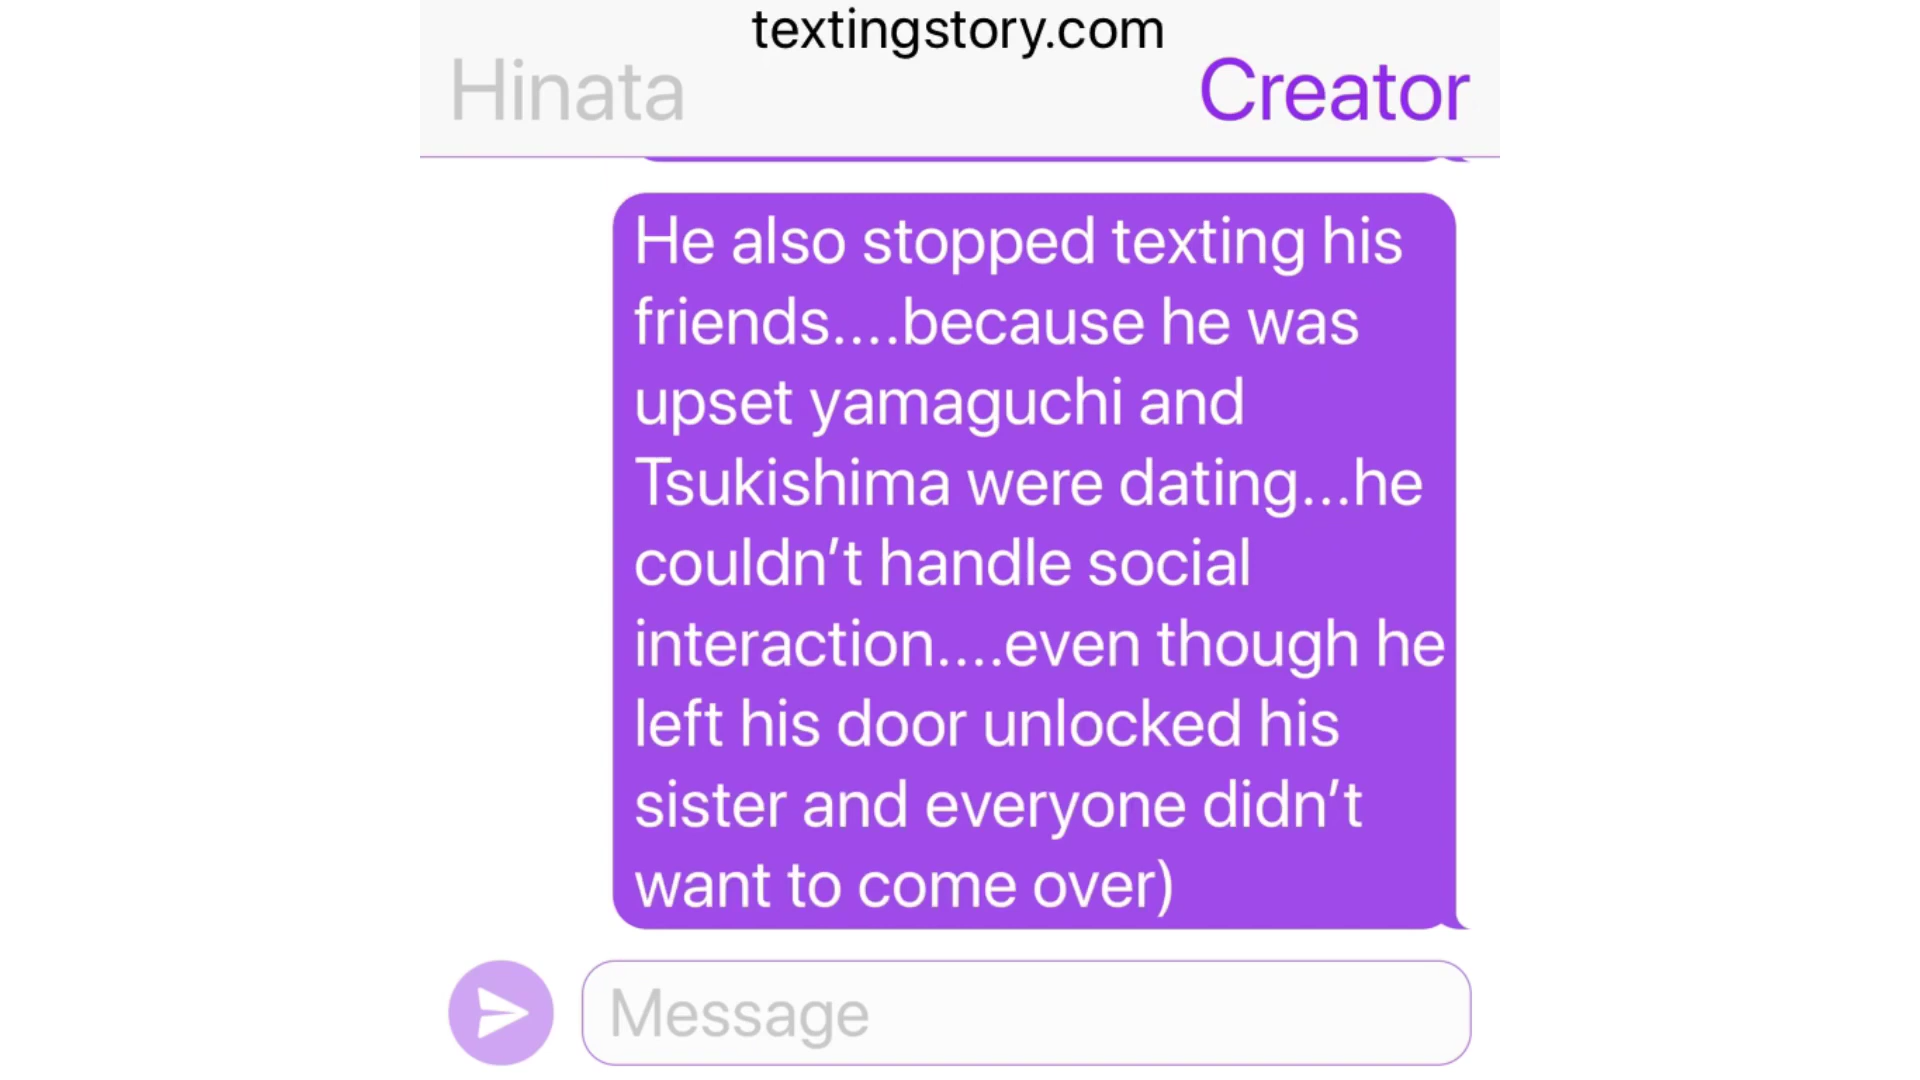 textingstory.com
Hinata
Creator
He also stopped texting his
friends....because he was
upset yamaguchi and
Tsukishima were dating...he
couldn’t handle social
interaction....even though he
left his door unlocked his
sister and everyone didn’t
want to come over)
Message